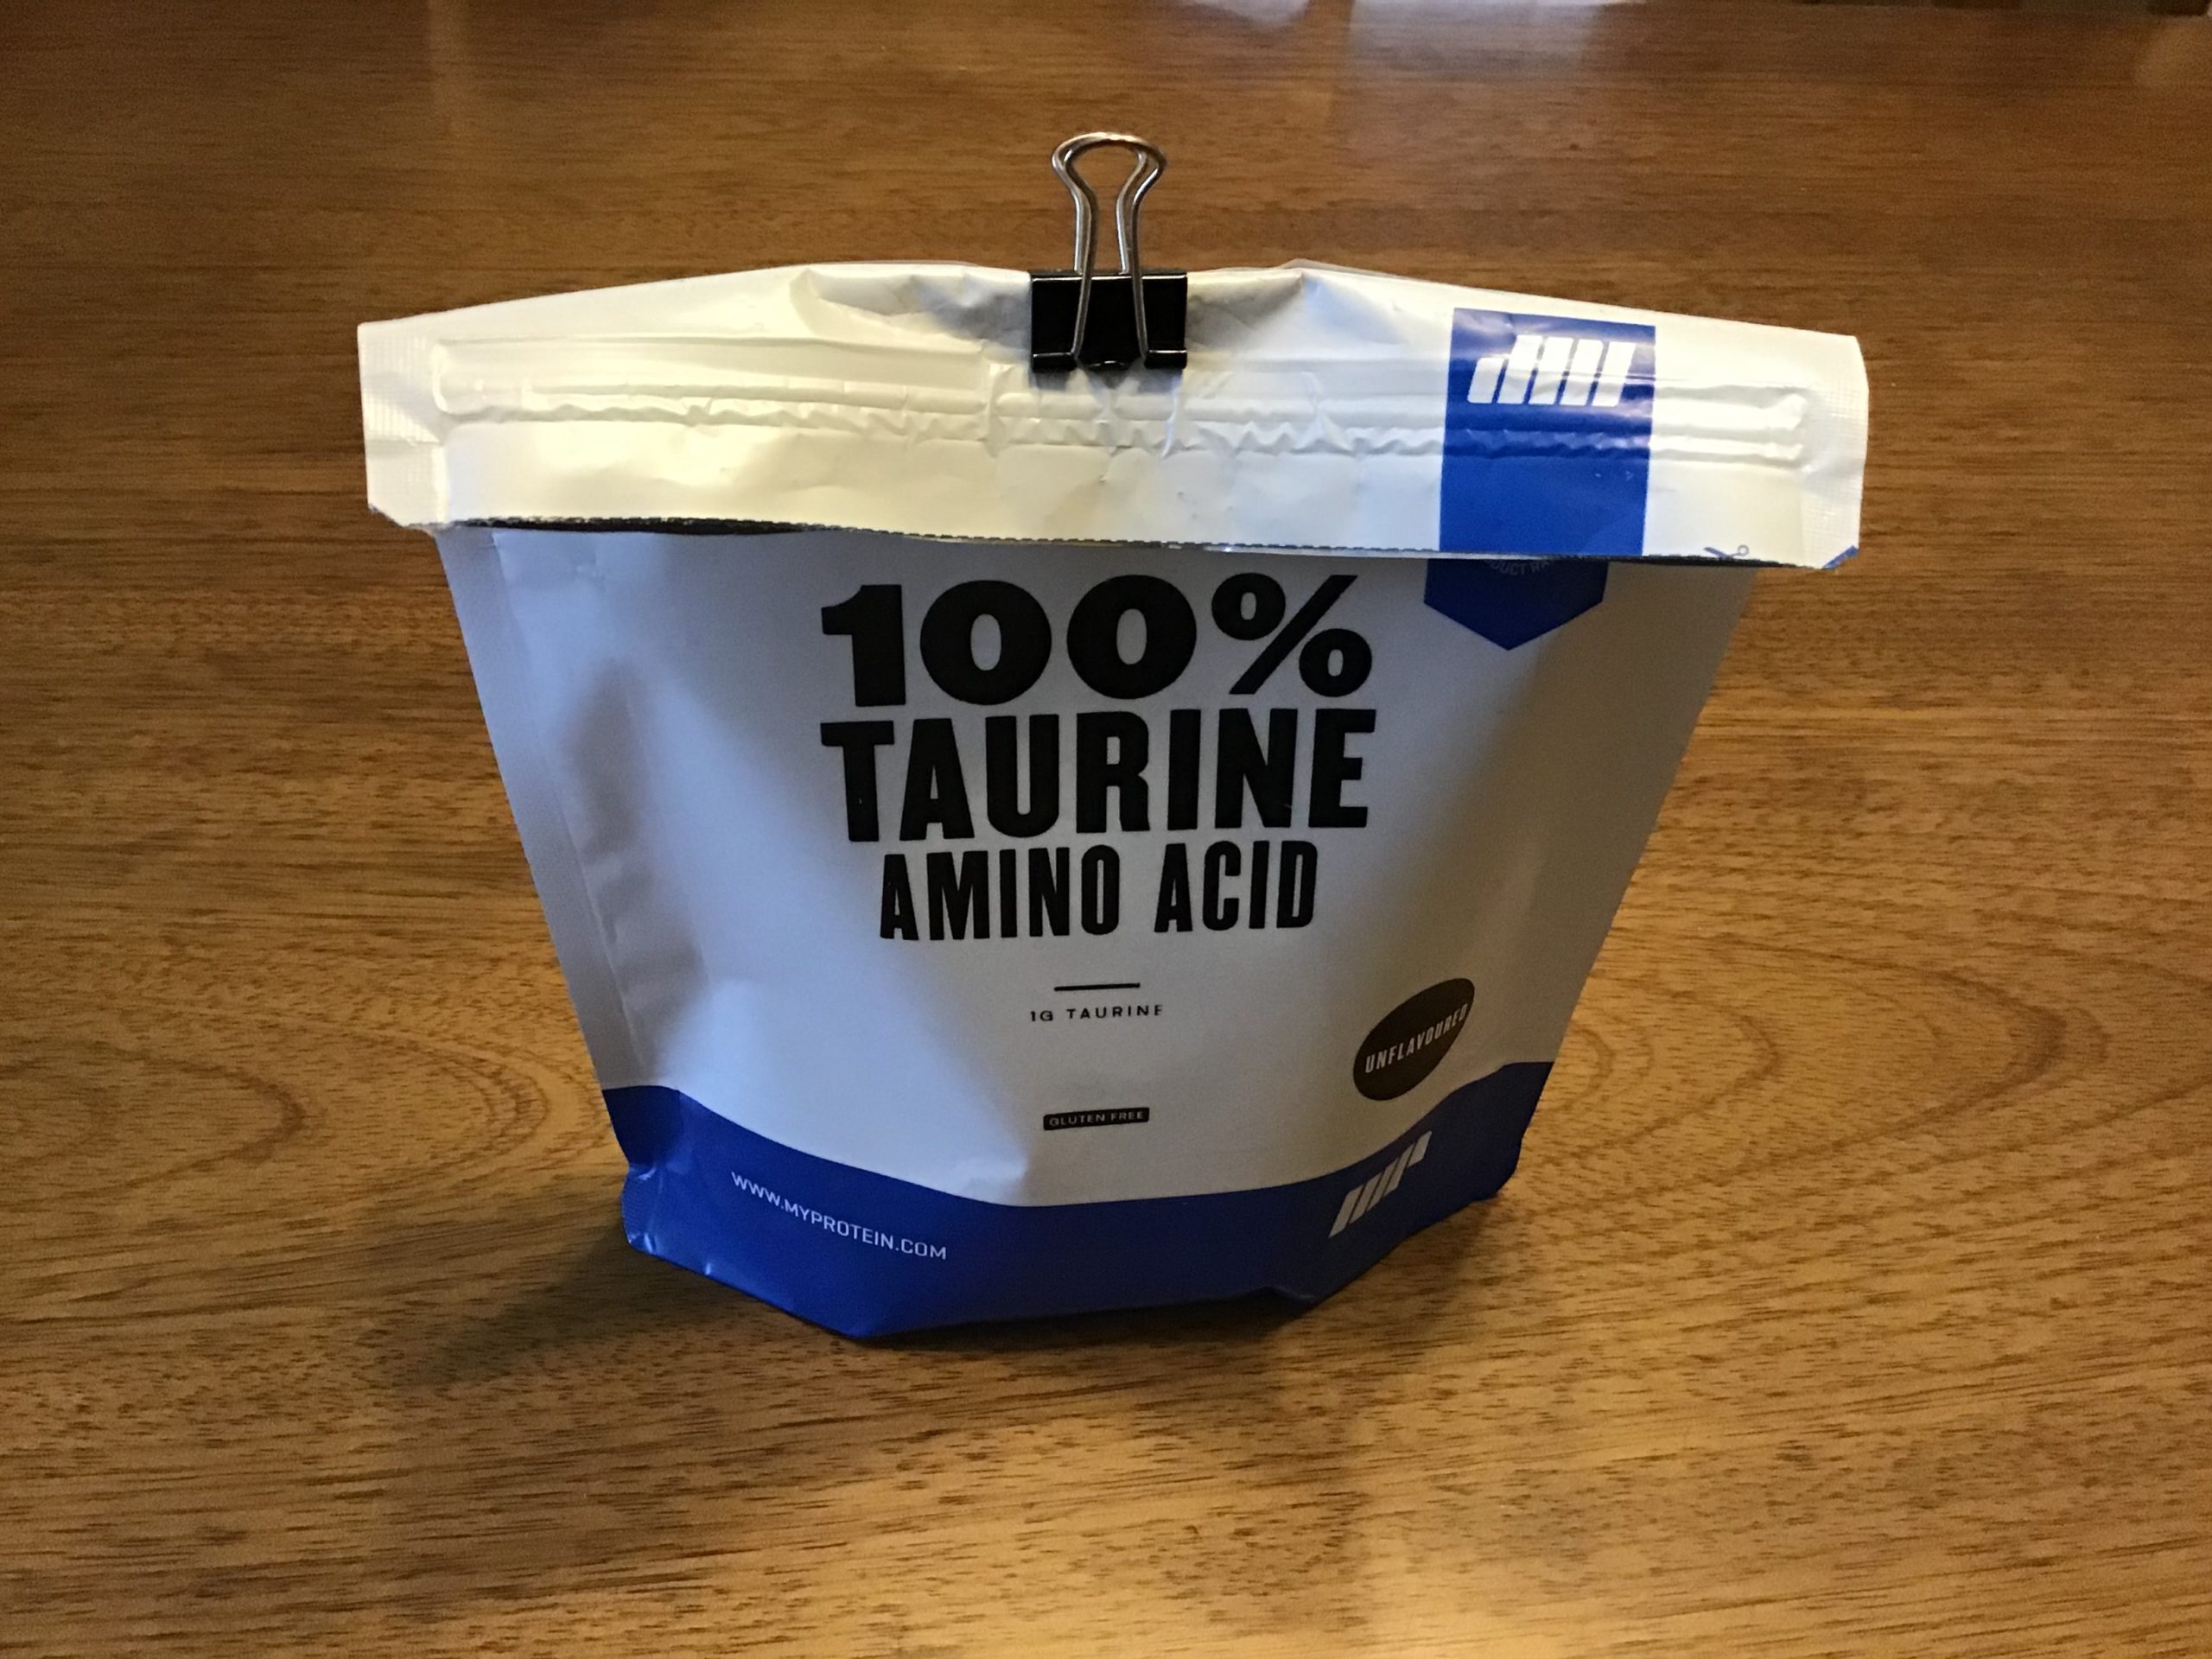 100%
TAURINE
AMINO ACID
1G TAURINE
UNFLAVOURED
GLUTEN FREE
WWW.MYPROTEIN.COM